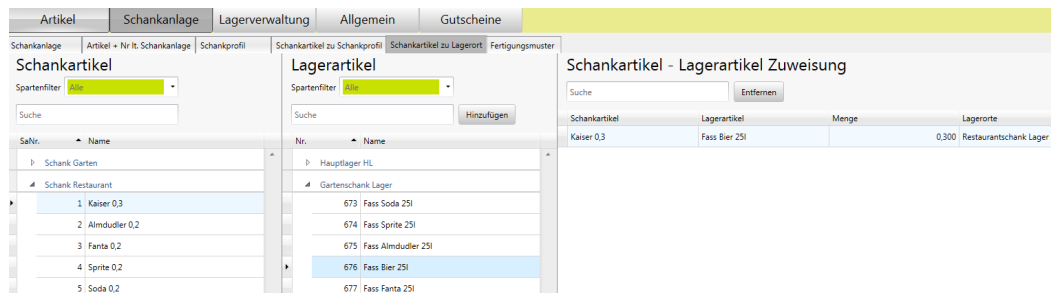 Artikel Schankanlage Lagerverwaltung Allgemein Gutscheine
Schankanlage Artikel + Nr lt. Schankanlage Schankprofil Schankartikel zu Schankprofil Schankartikel zu Lagerort Fertigungsmuster
Schankartikel
Spartenfilter Alle
Suche
SaNr. Name
Schank Garten
Schank Restaurant
1 Kaiser 0,3
2 Almdudler 0,2
3 Fanta 0,2
4 Sprite 0,2
5 Soda 0,2
Lagerartikel
Spartenfilter Alle
Suche Hinzufügen
Nr. Name
Hauptlager HL
Gartenschank Lager
673 Fass Soda 25l
674 Fass Sprite 25l
675 Fass Almdudler 25l
676 Fass Bier 25l
677 Fass Fanta 25l
Schankartikel - Lagerartikel Zuweisung
Suche Entfernen
Schankartikel Lagerartikel Menge Lagerorte
Kaiser 0,3 Fass Bier 25l 0,300 Restaurantschank Lager